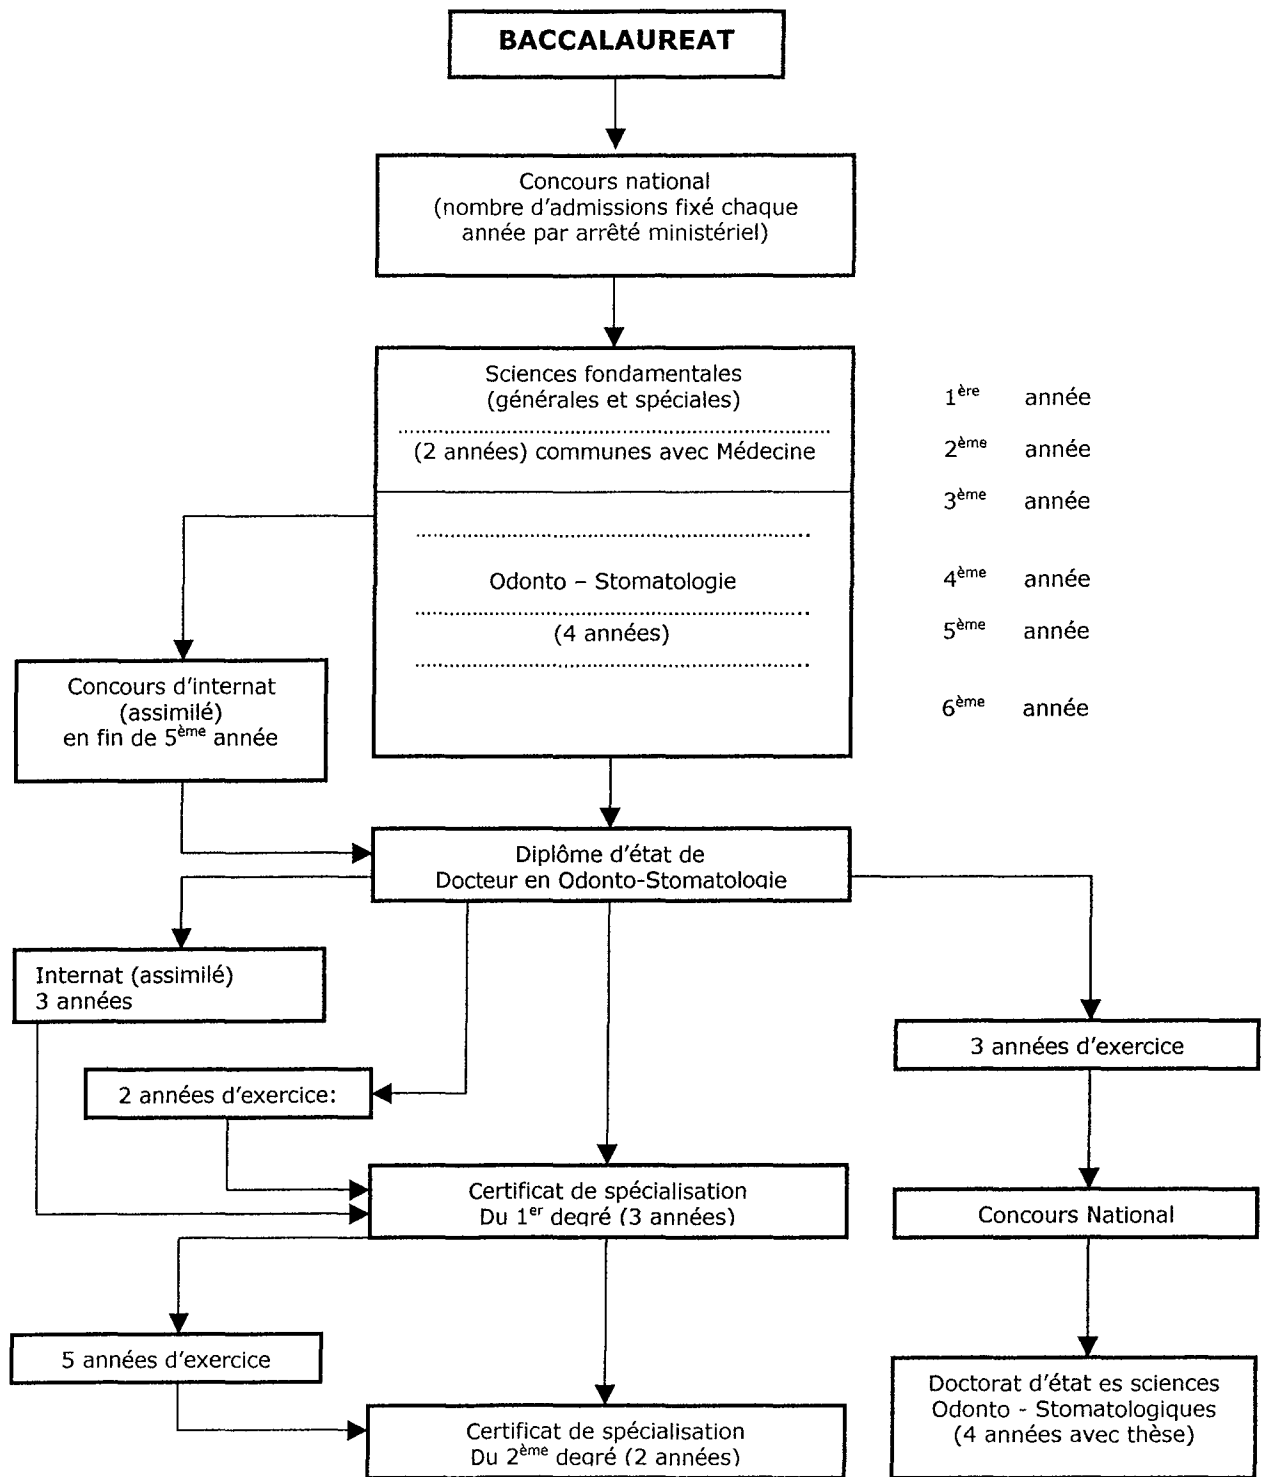 BACCALAUREAT
Concours national
(nombre d'admissions fixé chaque
année par arrêté ministériel)
Sciences fondamentales
(générales et spéciales)
(2 années) communes avec Médecine
Odonto – Stomatologie
(4 années)
1ère année
2ème année
3ème année
4ème année
5ème année
6ème année
Concours d'internat
(assimilé)
en fin de 5ème année
Diplôme d'état de
Docteur en Odonto-Stomatologie
Internat (assimilé)
3 années
2 années d'exercice:
3 années d'exercice
Certificat de spécialisation
Du 1er degré (3 années)
Concours National
5 années d'exercice
Certificat de spécialisation
Du 2ème degré (2 années)
Doctorat d'état es sciences
Odonto - Stomatologiques
(4 années avec thèse)